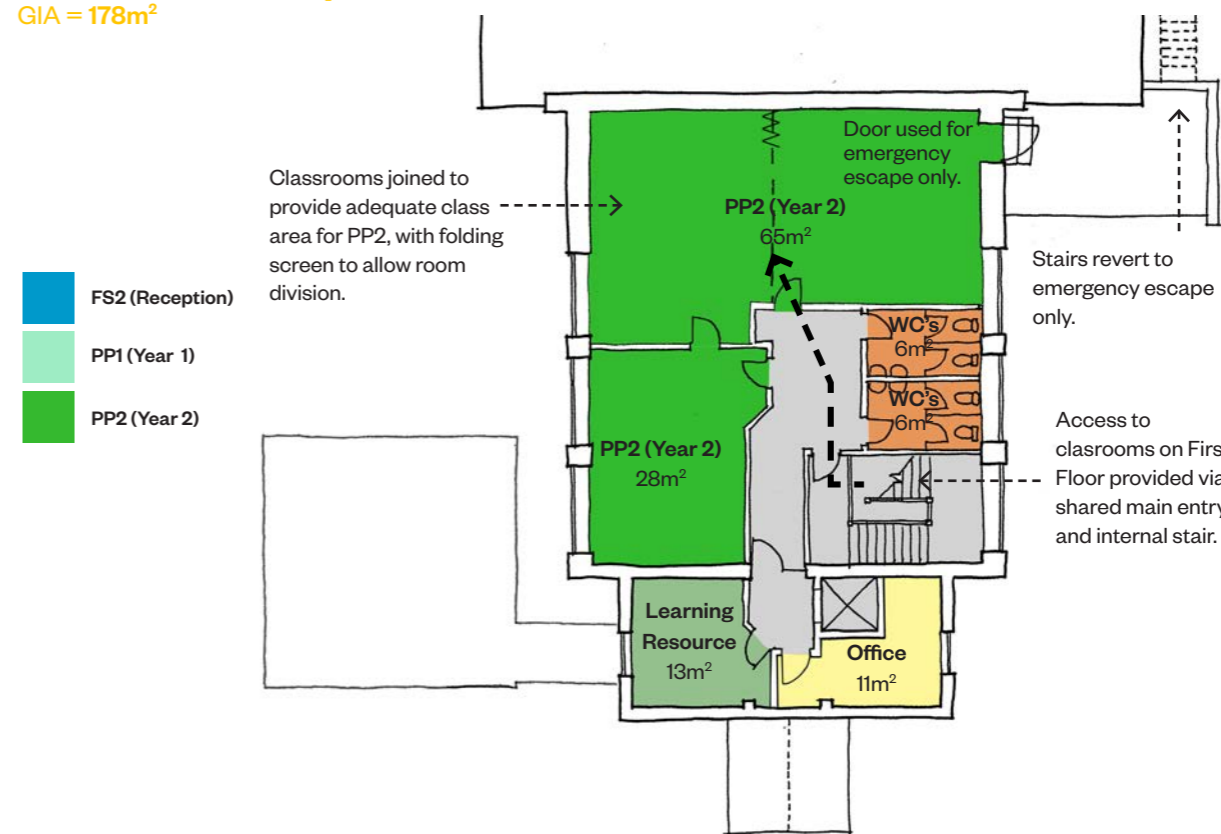 GIA = 178m²
Classrooms joined to
provide adequate class
area for PP2, with folding
screen to allow room
division.
Door used for
emergency
escape only.
PP2 (Year 2)
65m²
Stairs revert to
emergency escape
only.
FS2 (Reception)
PP1 (Year 1)
PP2 (Year 2)
WC's
6m²
WC's
6m²
PP2 (Year 2)
28m²
Access to
clasrooms on Firs
Floor provided via
shared main entry
and internal stair.
Learning
Resource
13m²
Office
11m²